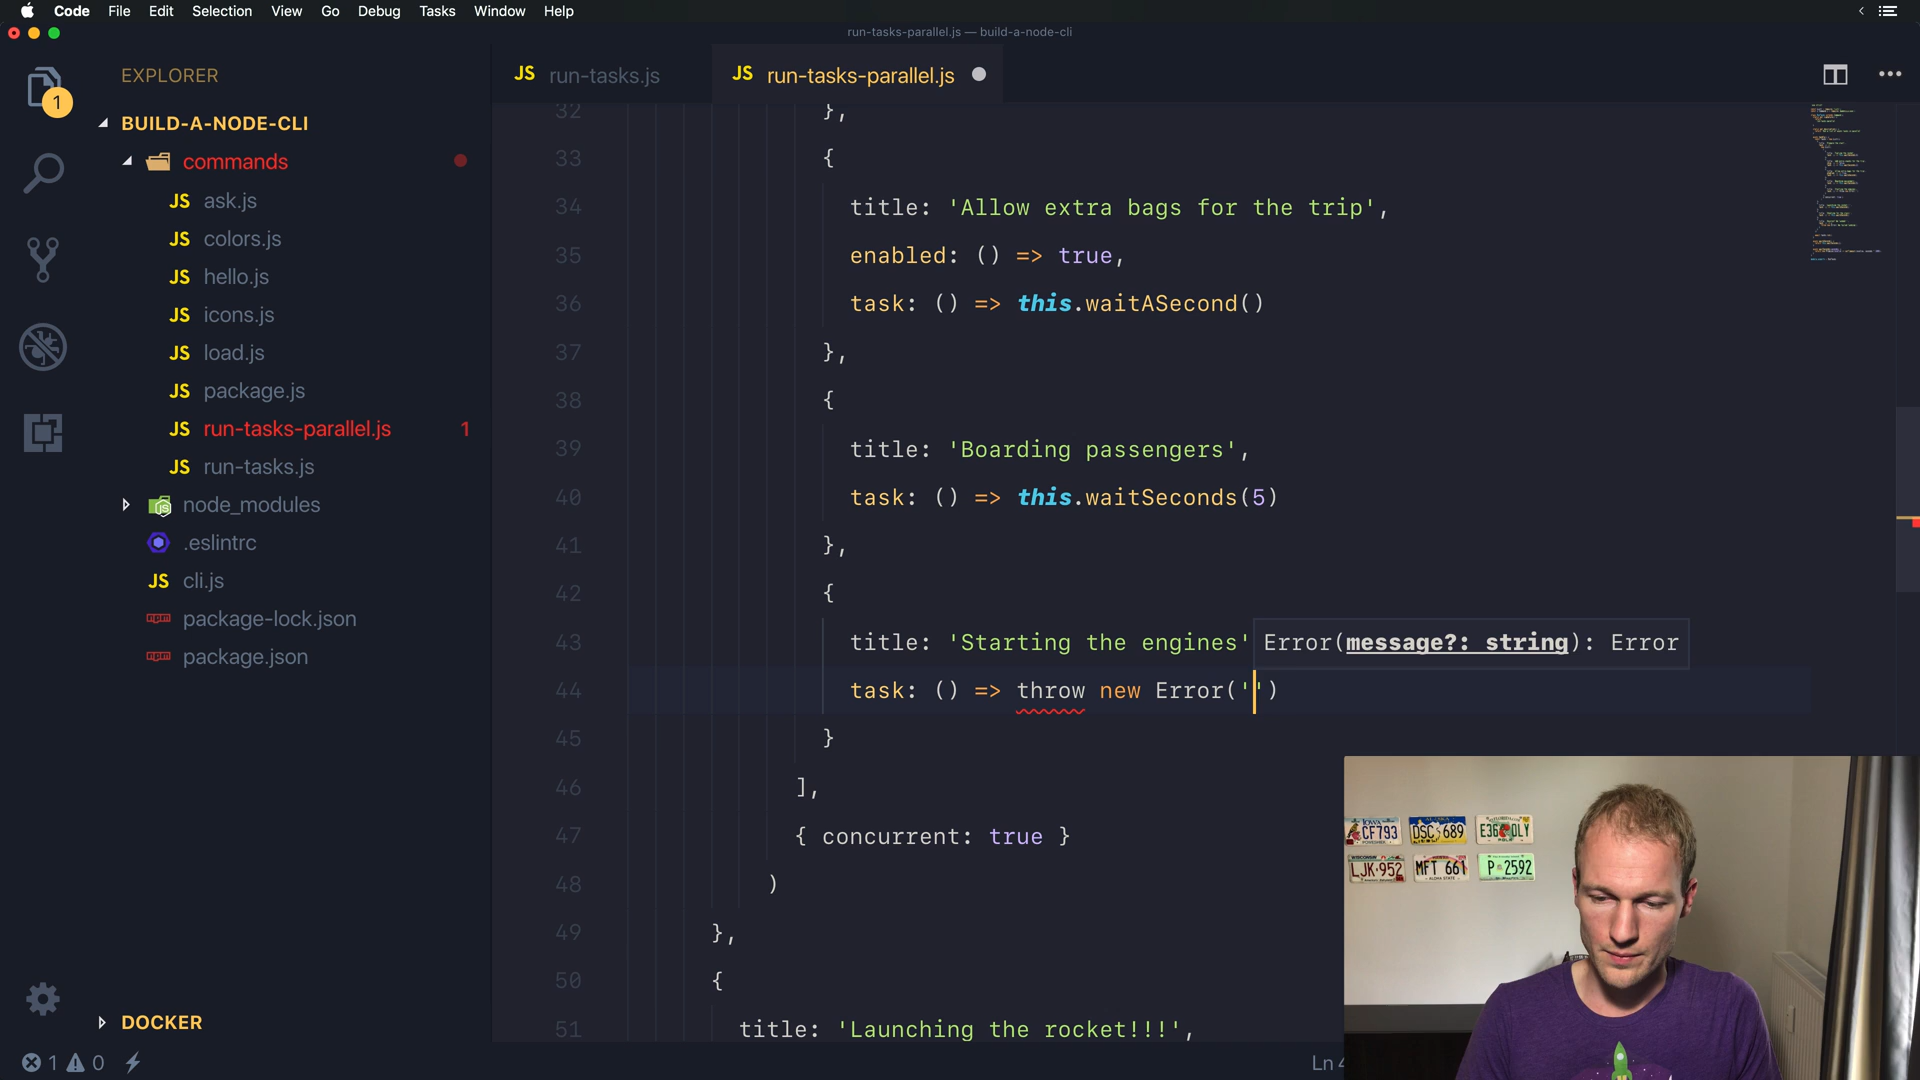 Code File Edit Selection View Go Debug Tasks Window Help
run-tasks-parallel.js — build-a-node-cli
EXPLORER
1
BUILD-A-NODE-CLI
commands
JS ask.js
JS colors.js
JS hello.js
JS icons.js
JS load.js
JS package.js
JS run-tasks-parallel.js 1
JS run-tasks.js
node_modules
.eslintrc
JS cli.js
package-lock.json
package.json
DOCKER
1 0
JS run-tasks.js
JS run-tasks-parallel.js
32 },
33 {
34 title: 'Allow extra bags for the trip',
35 enabled: () => true,
36 task: () => this.waitASecond()
37 },
38 {
39 title: 'Boarding passengers',
40 task: () => this.waitSeconds(5)
41 },
42 {
43 title: 'Starting the engines'
Error(message?: string): Error
44 task: () => throw new Error('')
45 }
46 ],
47 { concurrent: true }
48 )
49 },
50 {
51 title: 'Launching the rocket!!!',
Ln 4
IOWA
CF793
DSC 689
LJK·952
MFT 661
P 2592